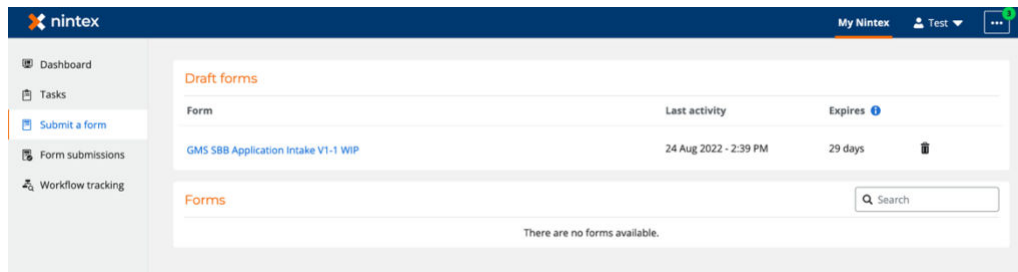 nintex
My Nintex
Test
3
Dashboard
Tasks
Submit a form
Form submissions
Workflow tracking
Draft forms
Form Last activity Expires
GMS SBB Application Intake V1-1 WIP 24 Aug 2022 - 2:39 PM 29 days
Forms
Search
There are no forms available.